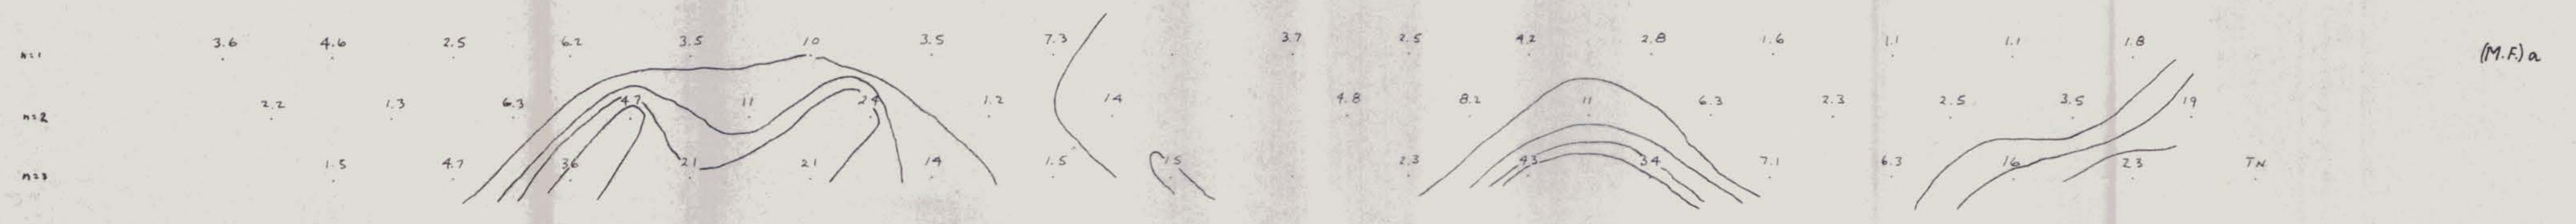 n=1 3.6 4.6 2.5 6.2 3.5 10 3.5 7.3 3.7 2.5 4.2 2.8 1.6 1.1 1.1 1.8 (M.F.)a
n=2 2.2 1.3 6.3 47 11 24 1.2 14 4.8 8.2 11 6.3 2.3 2.5 3.5 19
n=3 1.5 4.7 36 21 21 14 1.5 15 2.3 43 34 7.1 6.3 16 23 TN